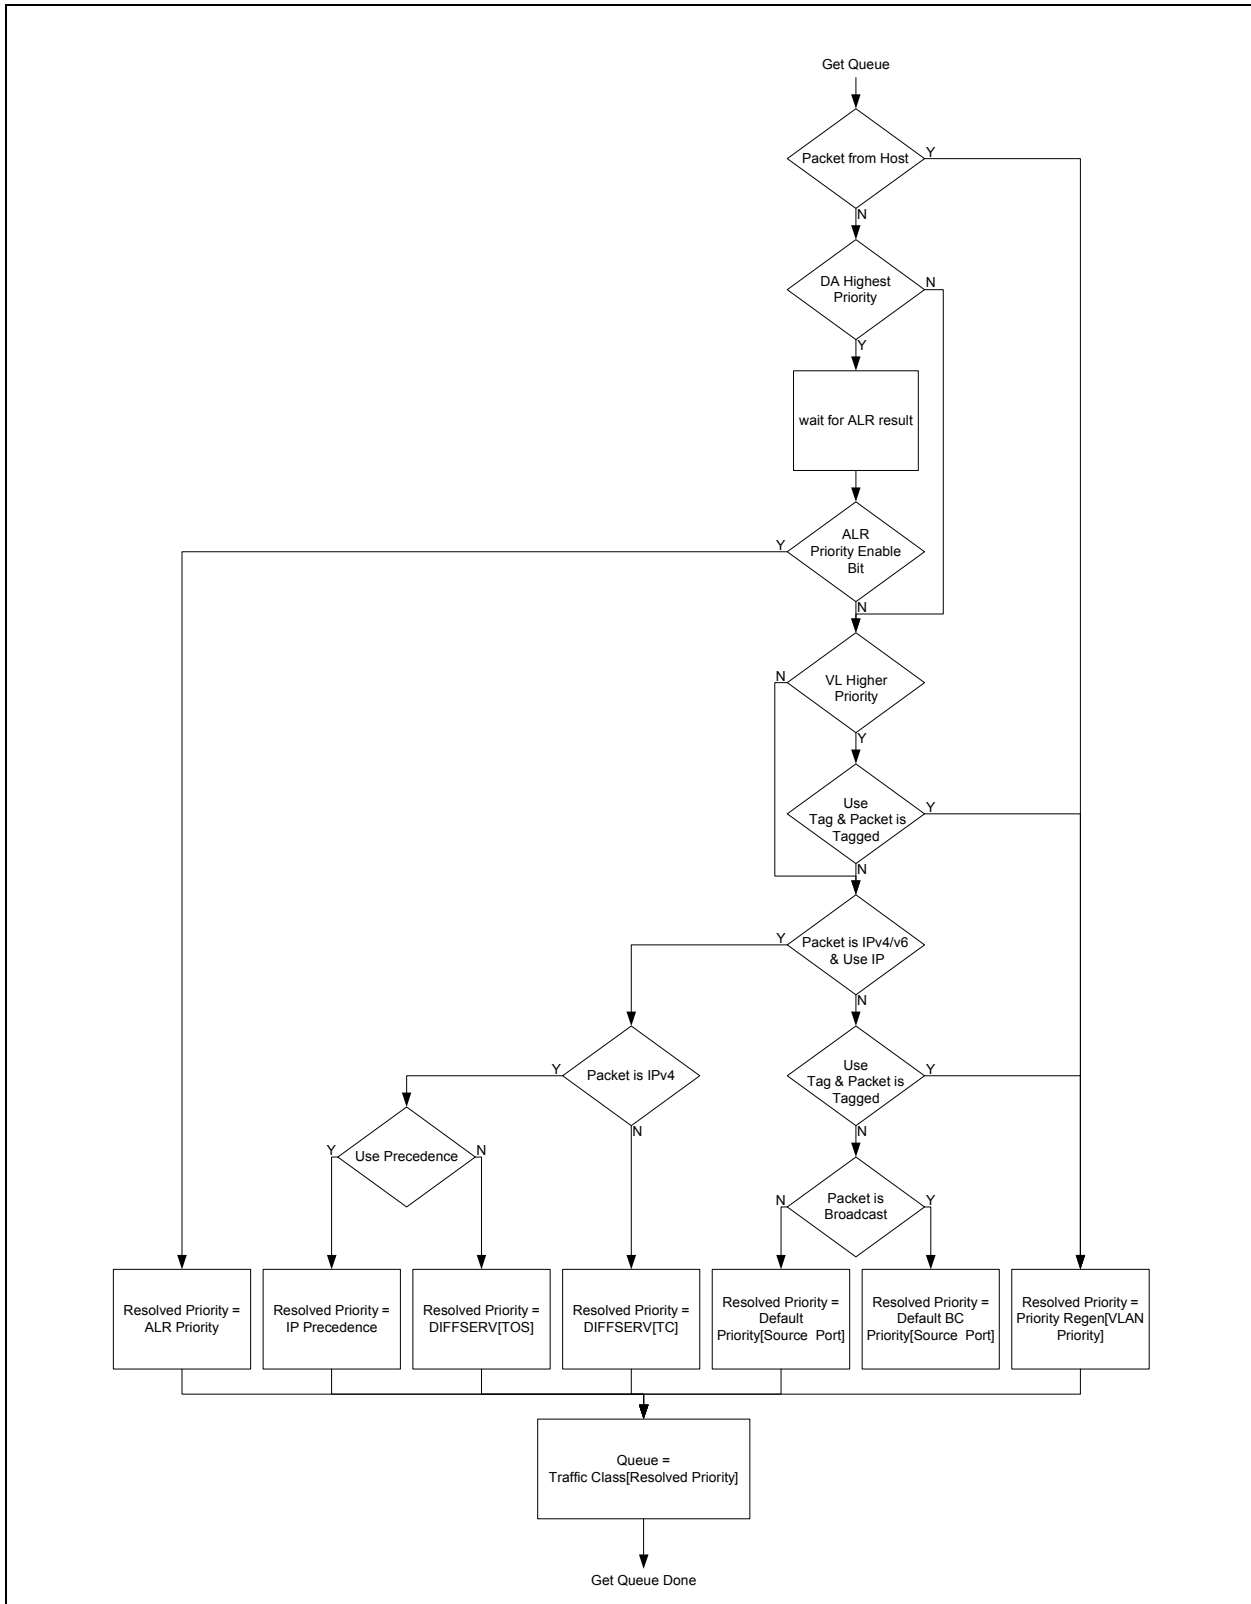 Get Queue
Packet from Host
Y
N
DA Highest
Priority
N
Y
wait for ALR result
ALR
Priority Enable
Bit
Y
N
VL Higher
Priority
N
Y
Use
Tag & Packet is
Tagged
Y
N
Packet is IPv4/v6
& Use IP
Y
N
Packet is IPv4
Y
N
Use
Tag & Packet is
Tagged
Y
N
Use Precedence
Y
N
Packet is
Broadcast
N
Y
Resolved Priority =
ALR Priority
Resolved Priority =
IP Precedence
Resolved Priority =
DIFFSERV[TOS]
Resolved Priority =
DIFFSERV[TC]
Resolved Priority =
Default
Priority[Source Port]
Resolved Priority =
Default BC
Priority[Source Port]
Resolved Priority =
Priority Regen[VLAN
Priority]
Queue =
Traffic Class[Resolved Priority]
Get Queue Done